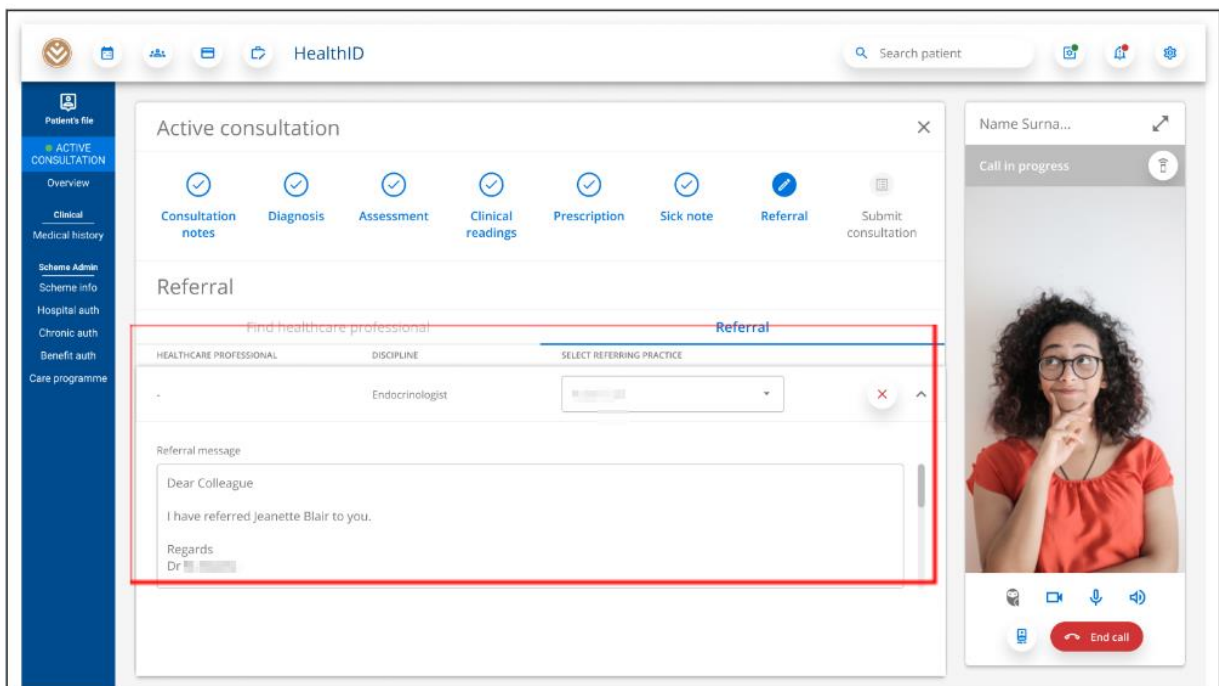 HealthID
Search patient
Patient's file
ACTIVE
CONSULTATION
Overview
Clinical
Medical history
Scheme Admin
Scheme info
Hospital auth
Chronic auth
Benefit auth
Care programme
Active consultation
Consultation
notes
Diagnosis
Assessment
Clinical
readings
Prescription
Sick note
Referral
Submit
consultation
Referral
Find healthcare professional
Referral
HEALTHCARE PROFESSIONAL
DISCIPLINE
SELECT REFERRING PRACTICE
-
Endocrinologist
Referral message
Dear Colleague
I have referred Jeanette Blair to you.
Regards
Dr
Name Surna...
Call in progress
End call